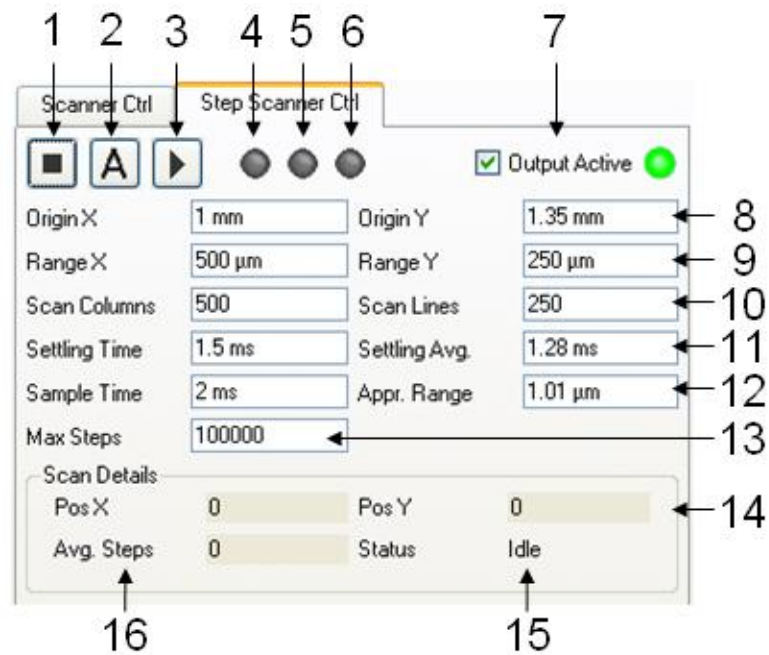 1 2 3 4 5 6 7
Scanner Ctrl Step Scanner Ctrl
A Output Active
Origin X 1 mm Origin Y 1.35 mm 8
Range X 500 µm Range Y 250 µm 9
Scan Columns 500 Scan Lines 250 10
Settling Time 1.5 ms Settling Avg. 1.28 ms 11
Sample Time 2 ms Appr. Range 1.01 µm 12
Max Steps 100000 13
Scan Details
Pos X 0 Pos Y 0 14
Avg. Steps 0 Status Idle
16 15